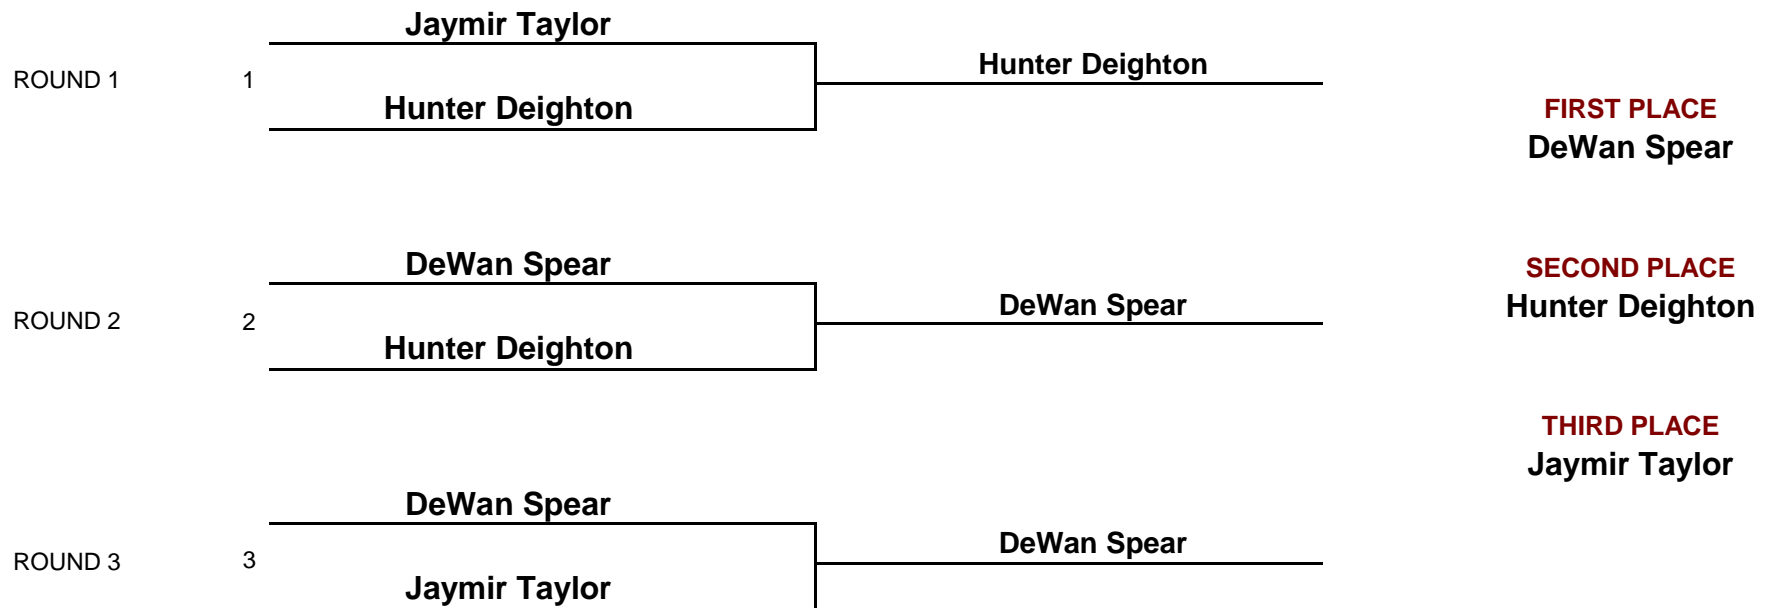 Jaymir Taylor
ROUND 1 1 Hunter Deighton
Hunter Deighton
FIRST PLACE
DeWan Spear
DeWan Spear
ROUND 2 2 DeWan Spear
Hunter Deighton
SECOND PLACE
Hunter Deighton
THIRD PLACE
Jaymir Taylor
DeWan Spear
ROUND 3 3 DeWan Spear
Jaymir Taylor